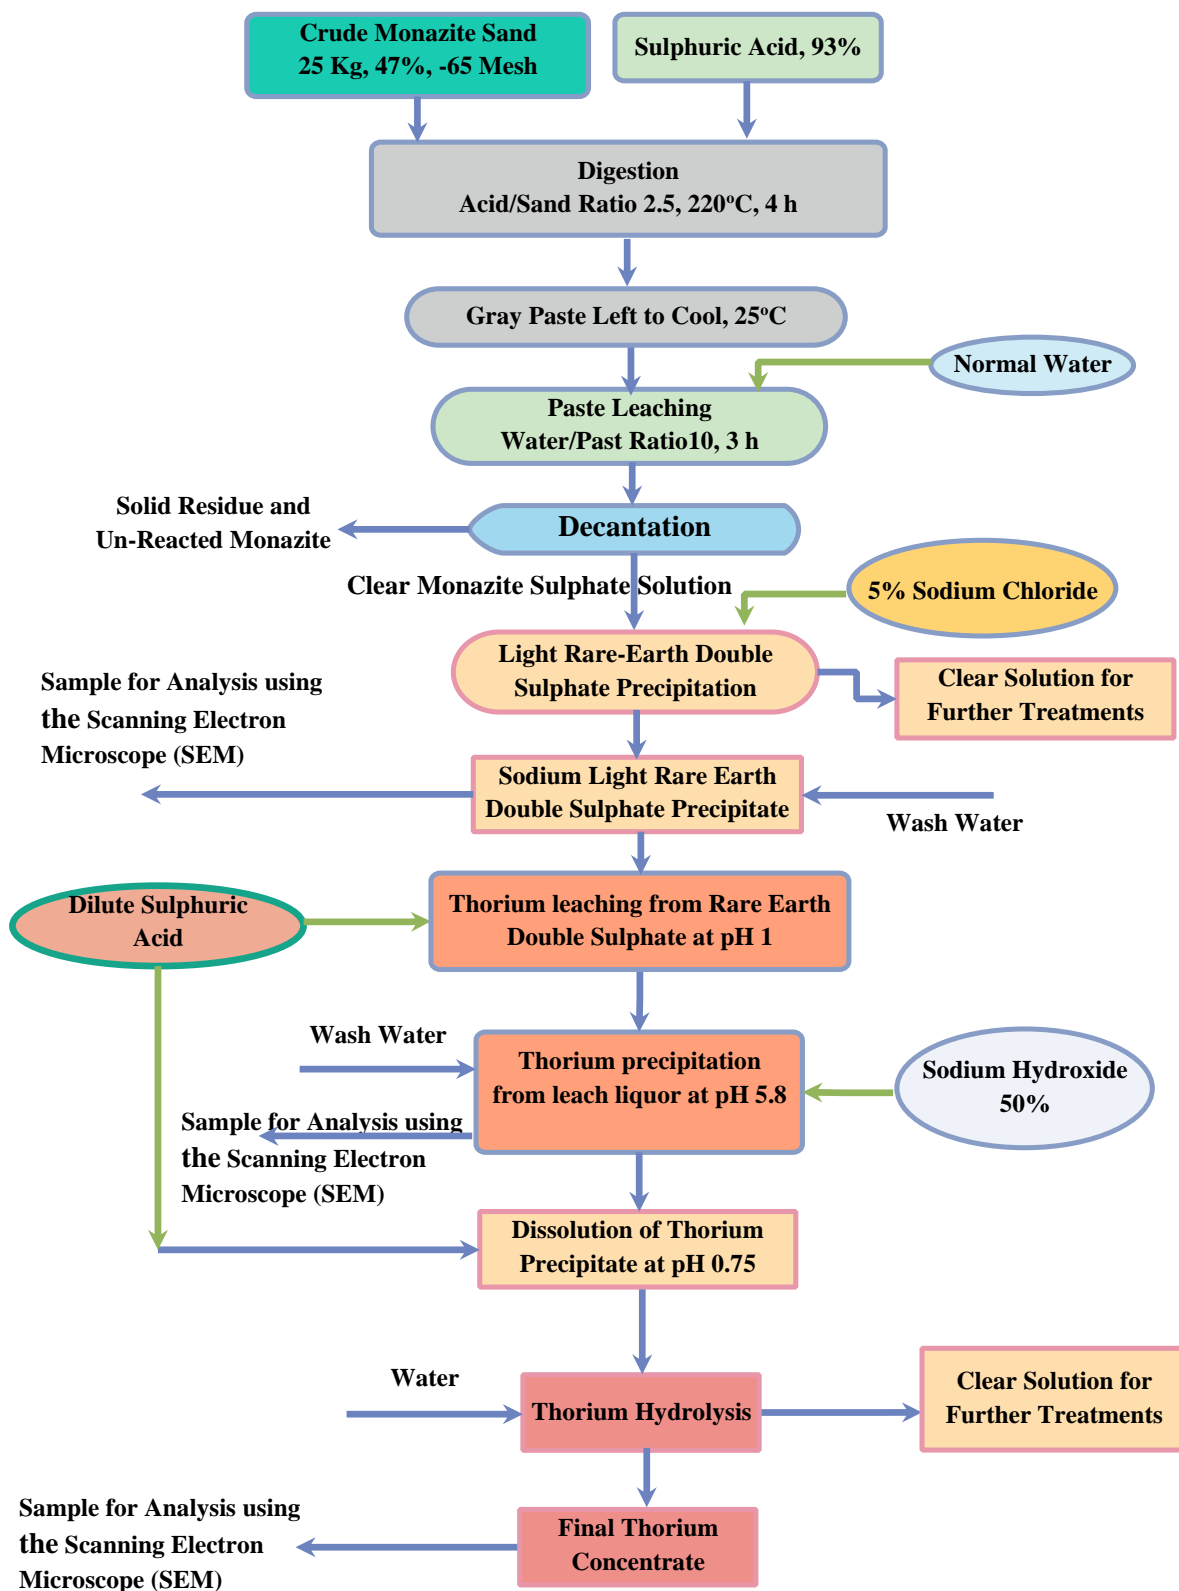 Crude Monazite Sand
25 Kg, 47%, -65 Mesh
Sulphuric Acid, 93%
Digestion
Acid/Sand Ratio 2.5, 220°C, 4 h
Gray Paste Left to Cool, 25°C
Normal Water
Paste Leaching
Water/Past Ratio10, 3 h
Solid Residue and
Un-Reacted Monazite
Decantation
Clear Monazite Sulphate Solution
5% Sodium Chloride
Light Rare-Earth Double
Sulphate Precipitation
Clear Solution for
Further Treatments
Sample for Analysis using
the Scanning Electron
Microscope (SEM)
Sodium Light Rare Earth
Double Sulphate Precipitate
Wash Water
Dilute Sulphuric
Acid
Thorium leaching from Rare Earth
Double Sulphate at pH 1
Wash Water
Thorium precipitation
from leach liquor at pH 5.8
Sodium Hydroxide
50%
Sample for Analysis using
the Scanning Electron
Microscope (SEM)
Dissolution of Thorium
Precipitate at pH 0.75
Water
Thorium Hydrolysis
Clear Solution for
Further Treatments
Sample for Analysis using
the Scanning Electron
Microscope (SEM)
Final Thorium
Concentrate